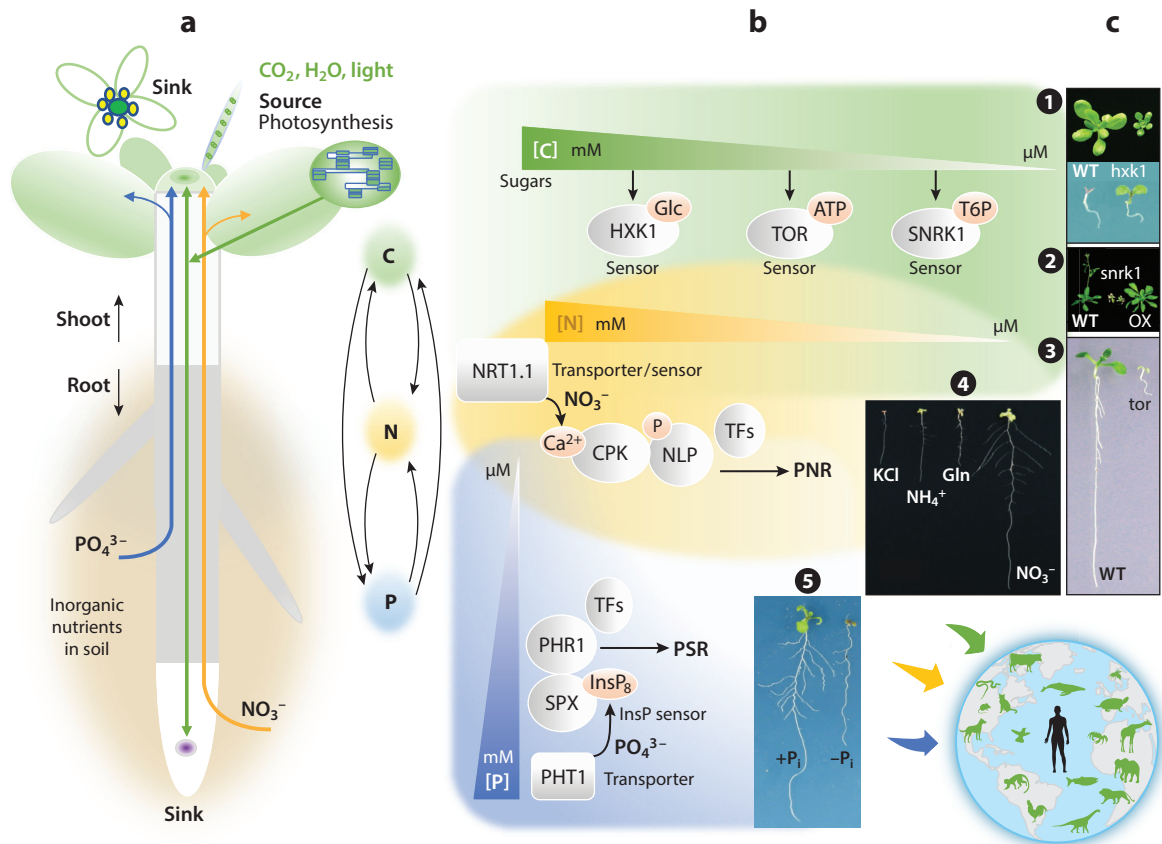 a
b
c
Sink
CO₂, H₂O, light
Source
Photosynthesis
Shoot
Root
PO₄³⁻
Inorganic
nutrients
in soil
NO₃⁻
Sink
C
N
P
[C] mM
μM
Sugars
Glc
HXK1
Sensor
ATP
TOR
Sensor
T6P
SNRK1
Sensor
[N] mM
μM
NRT1.1
Transporter/sensor
NO₃⁻
Ca²⁺
CPK
P
NLP
TFs
PNR
μM
mM
[P]
TFs
PHR1
PSR
SPX
InsP₈
InsP sensor
PO₄³⁻
PHT1
Transporter
1
WT hxk1
2
snrk1
WT OX
3
tor
WT
4
KCl
NH₄⁺
Gln
NO₃⁻
5
+Pᵢ
−Pᵢ